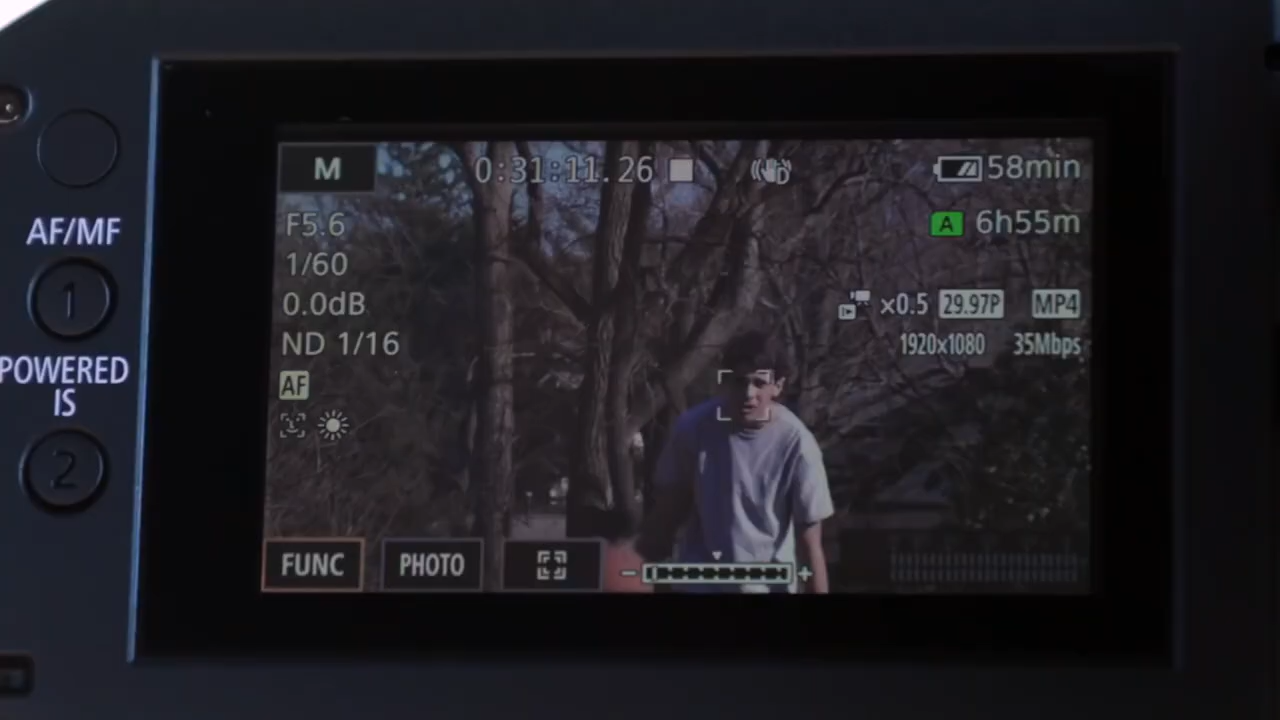 M
0:31:11.26
58min
A 6h55m
F5.6
1/60
0.0dB
ND 1/16
AF
x0.5 29.97P MP4
1920x1080 35Mbps
FUNC
PHOTO
- +
AF/MF
1
POWERED
IS
2